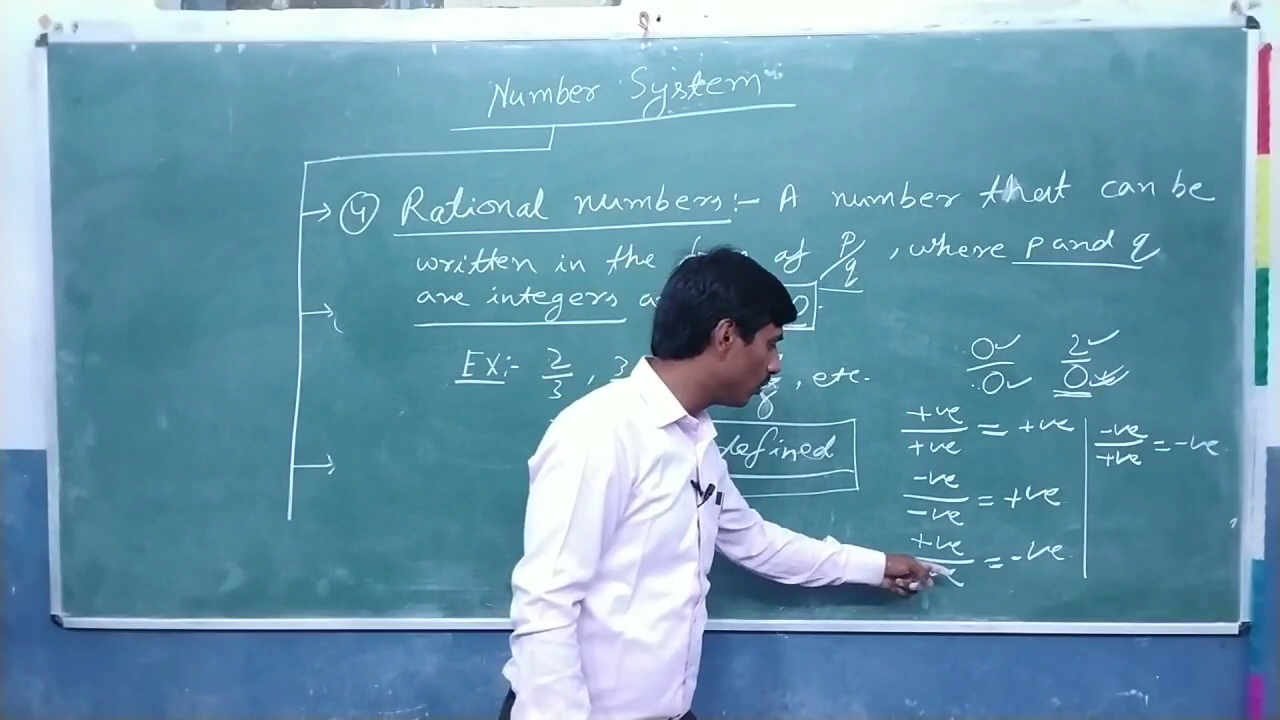 Number System
④ Rational numbers:- A number that can be
written in the of p/q, where p and q
are integers
EX:- 2/3, 3 8, etc.
defined
0/0 2/0
+ve/+ve = +ve
-ve/-ve = +ve
+ve/ = -ve
-ve/+ve = -ve